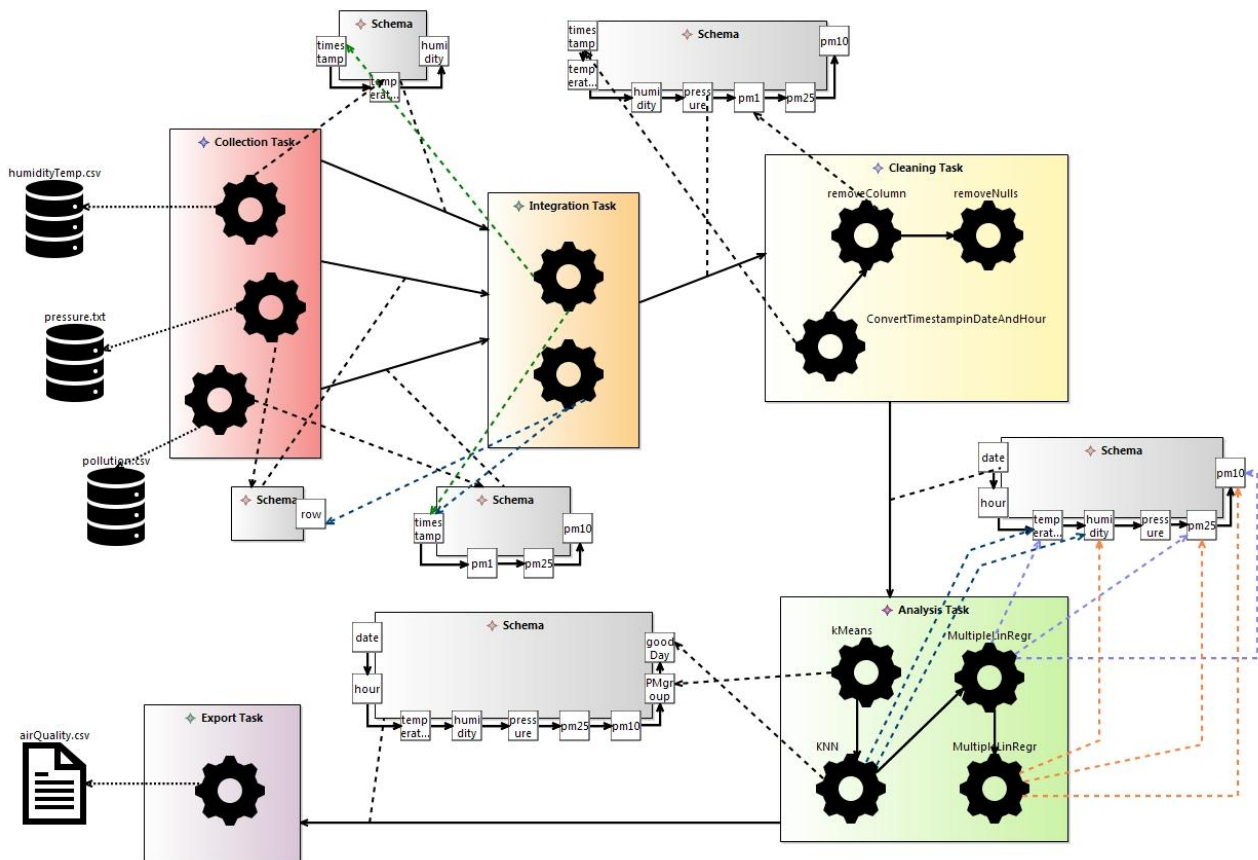 Schema
times
tamp
humi
dity
temp
erat...
Schema
times
tamp
pm10
temp
erat...
humi
dity
press
ure
pm1
pm25
Collection Task
humidityTemp.csv
pressure.txt
pollution.csv
Integration Task
Cleaning Task
removeColumn
removeNulls
ConvertTimestampinDateAndHour
Schema
row
Schema
times
tamp
pm1
pm25
pm10
Schema
date
hour
temp
erat...
humi
dity
press
ure
pm25
pm10
Schema
date
hour
temp
erat...
humi
dity
press
ure
pm25
pm10
PMgr
oup
good
Day
Analysis Task
kMeans
MultipleLinRegr
KNN
MultipleLinRegr
Export Task
airQuality.csv